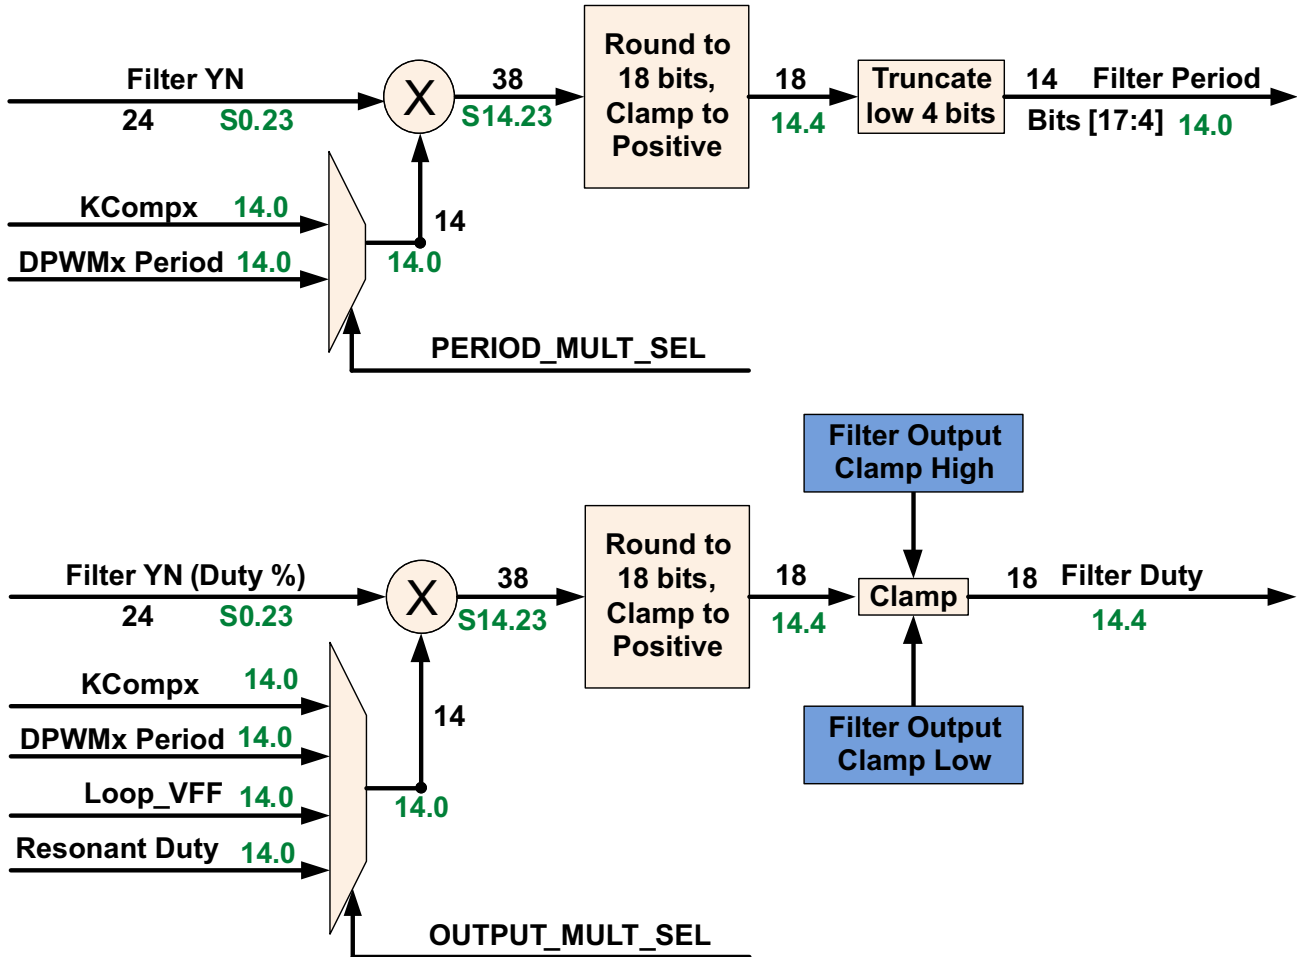 Filter YN
24 S0.23
X
38
S14.23
Round to
18 bits,
Clamp to
Positive
18
14.4
Truncate
low 4 bits
14 Filter Period
Bits [17:4] 14.0
KCompx 14.0
DPWMx Period 14.0
14
14.0
PERIOD_MULT_SEL
Filter Output
Clamp High
Filter YN (Duty %)
24 S0.23
X
38
S14.23
Round to
18 bits,
Clamp to
Positive
18
14.4
Clamp
18 Filter Duty
14.4
KCompx 14.0
DPWMx Period 14.0
Loop_VFF 14.0
Resonant Duty 14.0
14
14.0
Filter Output
Clamp Low
OUTPUT_MULT_SEL